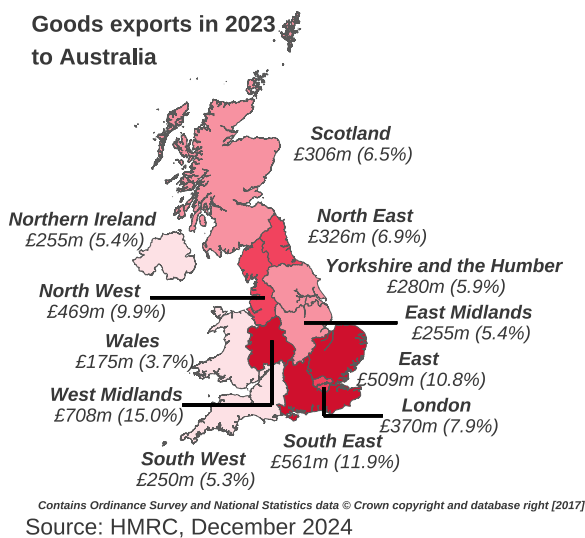 Goods exports in 2023
to Australia
Scotland
£306m (6.5%)
Northern Ireland
£255m (5.4%)
North East
£326m (6.9%)
Yorkshire and the Humber
£280m (5.9%)
North West
£469m (9.9%)
East Midlands
£255m (5.4%)
Wales
£175m (3.7%)
East
£509m (10.8%)
West Midlands
£708m (15.0%)
London
£370m (7.9%)
South East
£561m (11.9%)
South West
£250m (5.3%)
Contains Ordinance Survey and National Statistics data © Crown copyright and database right [2017]
Source: HMRC, December 2024